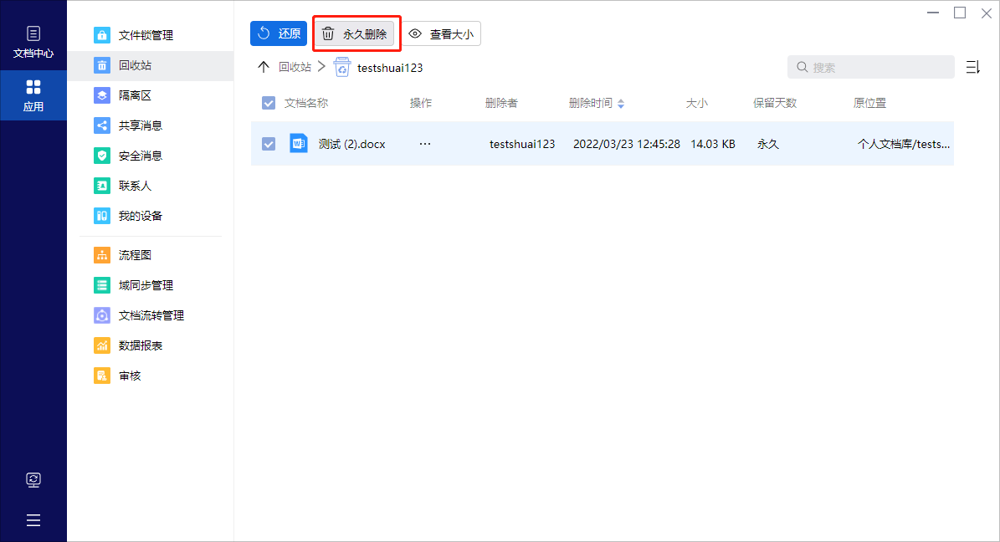 文档中心
应用
文件锁管理
回收站
隔离区
共享消息
安全消息
联系人
我的设备
流程图
域同步管理
文档流转管理
数据报表
审核
还原 永久删除 查看大小
回收站 testshuai123 搜索
文档名称 操作 删除者 删除时间 大小 保留天数 原位置
测试 (2).docx ··· testshuai123 2022/03/23 12:45:28 14.03 KB 永久 个人文档库/tests...